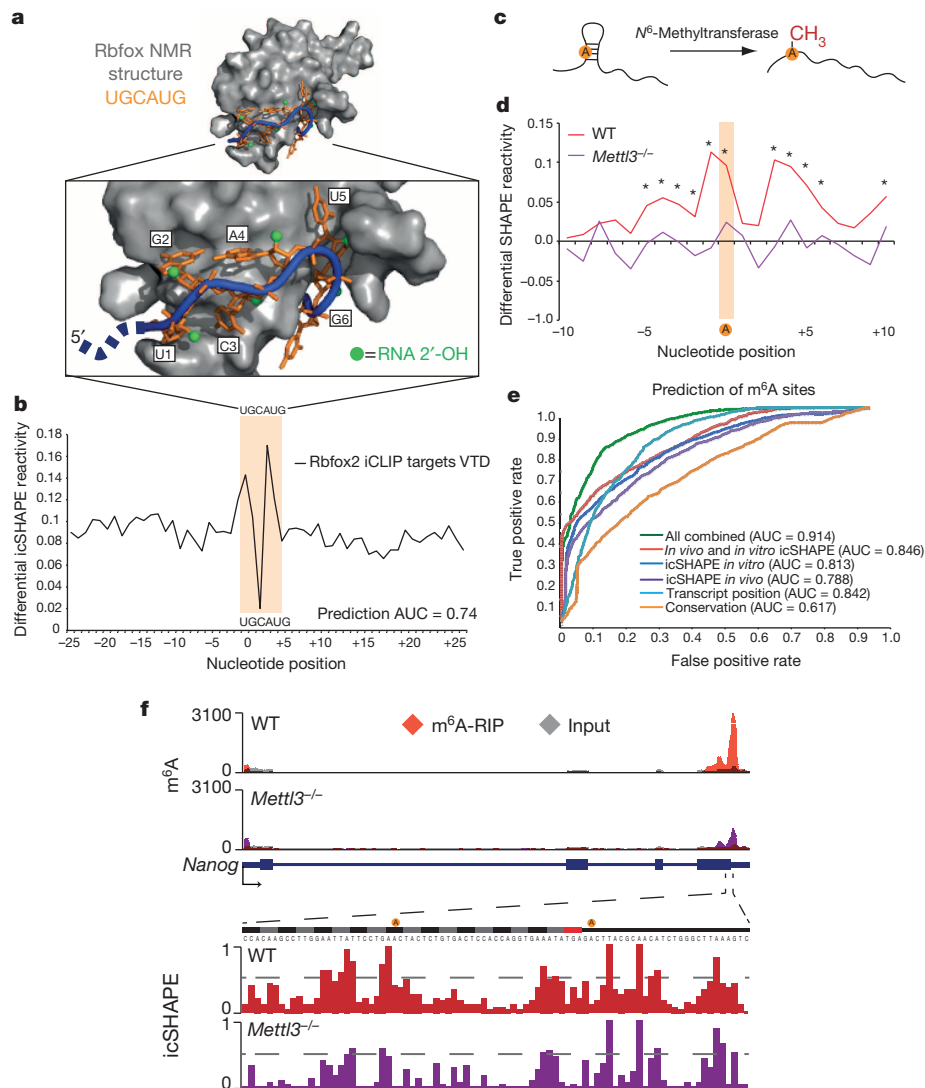 a
Rbfox NMR
structure
UGCAUG
U5
G2
A4
G6
5′
U1
C3
=RNA 2′-OH
b
UGCAUG
Differential icSHAPE reactivity
0.18
0.16
0.14
0.12
0.1
0.08
0.06
0.04
0.02
0
Rbfox2 iCLIP targets VTD
Prediction AUC = 0.74
UGCAUG
−25 −20 −15 −10 −5 0 +5 +10 +15 +20 +25
Nucleotide position
c
A
N⁶-Methyltransferase
CH₃
A
d
Differential SHAPE reactivity
0.15
0.10
0.05
0.0
−0.05
−1.0
WT
Mettl3−/−
* * * * * * * * * * *
−10 −5 A +5 +10
Nucleotide position
e
Prediction of m⁶A sites
True positive rate
1.0
0.9
0.8
0.7
0.6
0.5
0.4
0.3
0.2
0.1
All combined (AUC = 0.914)
In vivo and in vitro icSHAPE (AUC = 0.846)
icSHAPE in vitro (AUC = 0.813)
icSHAPE in vivo (AUC = 0.788)
Transcript position (AUC = 0.842)
Conservation (AUC = 0.617)
0 0.1 0.2 0.3 0.4 0.5 0.6 0.7 0.8 0.9 1.0
False positive rate
f
m⁶A
3100
0
WT
m⁶A-RIP
Input
3100
0
Mettl3−/−
Nanog
A A
CCACAAGCCTTGGAATTATTCCTGAACTACTCTGTGACTCCACCAGGTGAAATATGAGACTTACGCAACATCTGGGCTTAAAGTC
icSHAPE
1
0
WT
1
0
Mettl3−/−